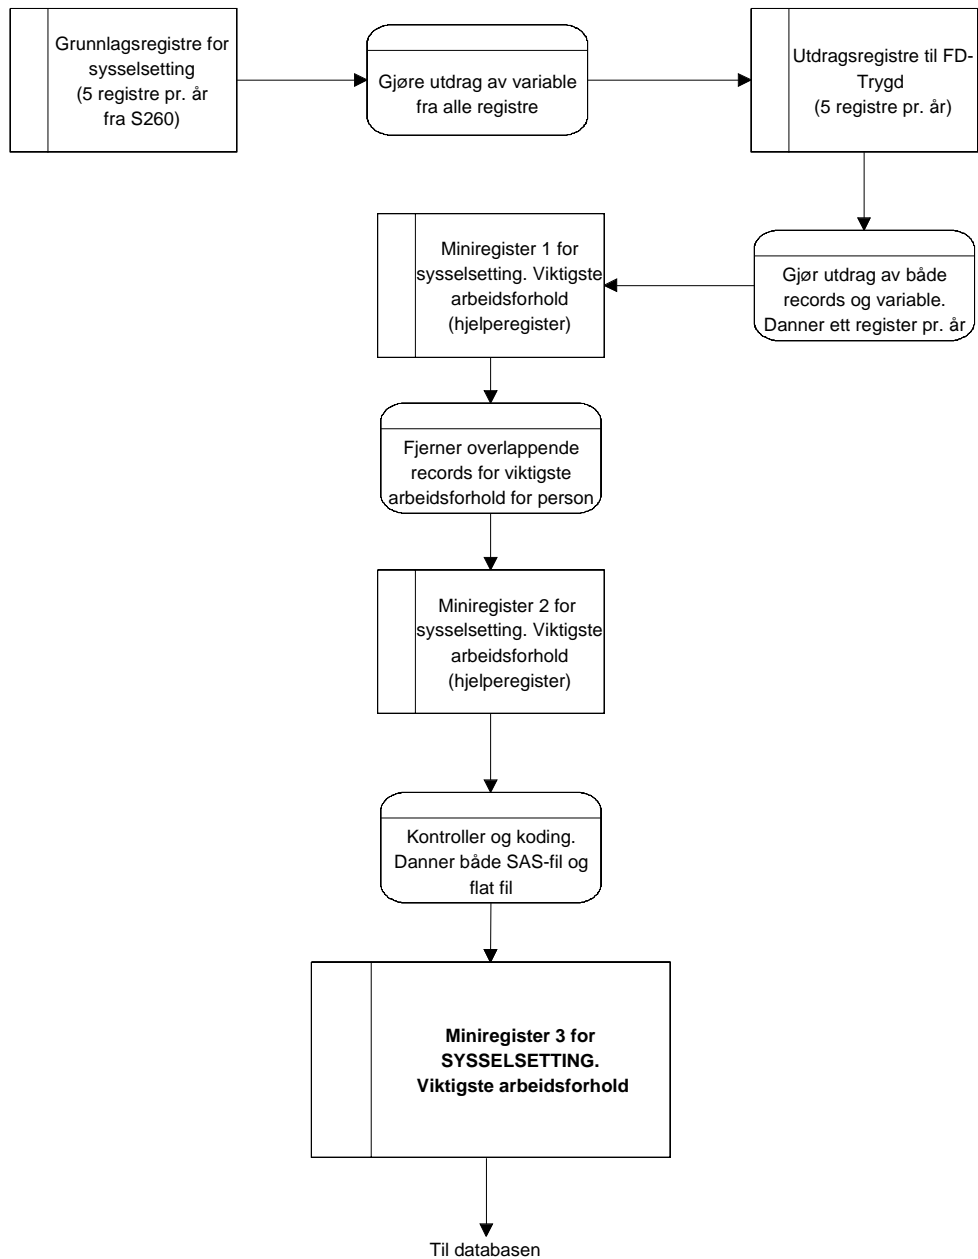 Grunnlagsregistre for
sysselsetting
(5 registre pr. år
fra S260)
Gjøre utdrag av variable
fra alle registre
Utdragsregistre til FD-
Trygd
(5 registre pr. år)
Gjør utdrag av både
records og variable.
Danner ett register pr. år
Miniregister 1 for
sysselsetting. Viktigste
arbeidsforhold
(hjelperegister)
Fjerner overlappende
records for viktigste
arbeidsforhold for person
Miniregister 2 for
sysselsetting. Viktigste
arbeidsforhold
(hjelperegister)
Kontroller og koding.
Danner både SAS-fil og
flat fil
Miniregister 3 for
SYSSELSETTING.
Viktigste arbeidsforhold
Til databasen